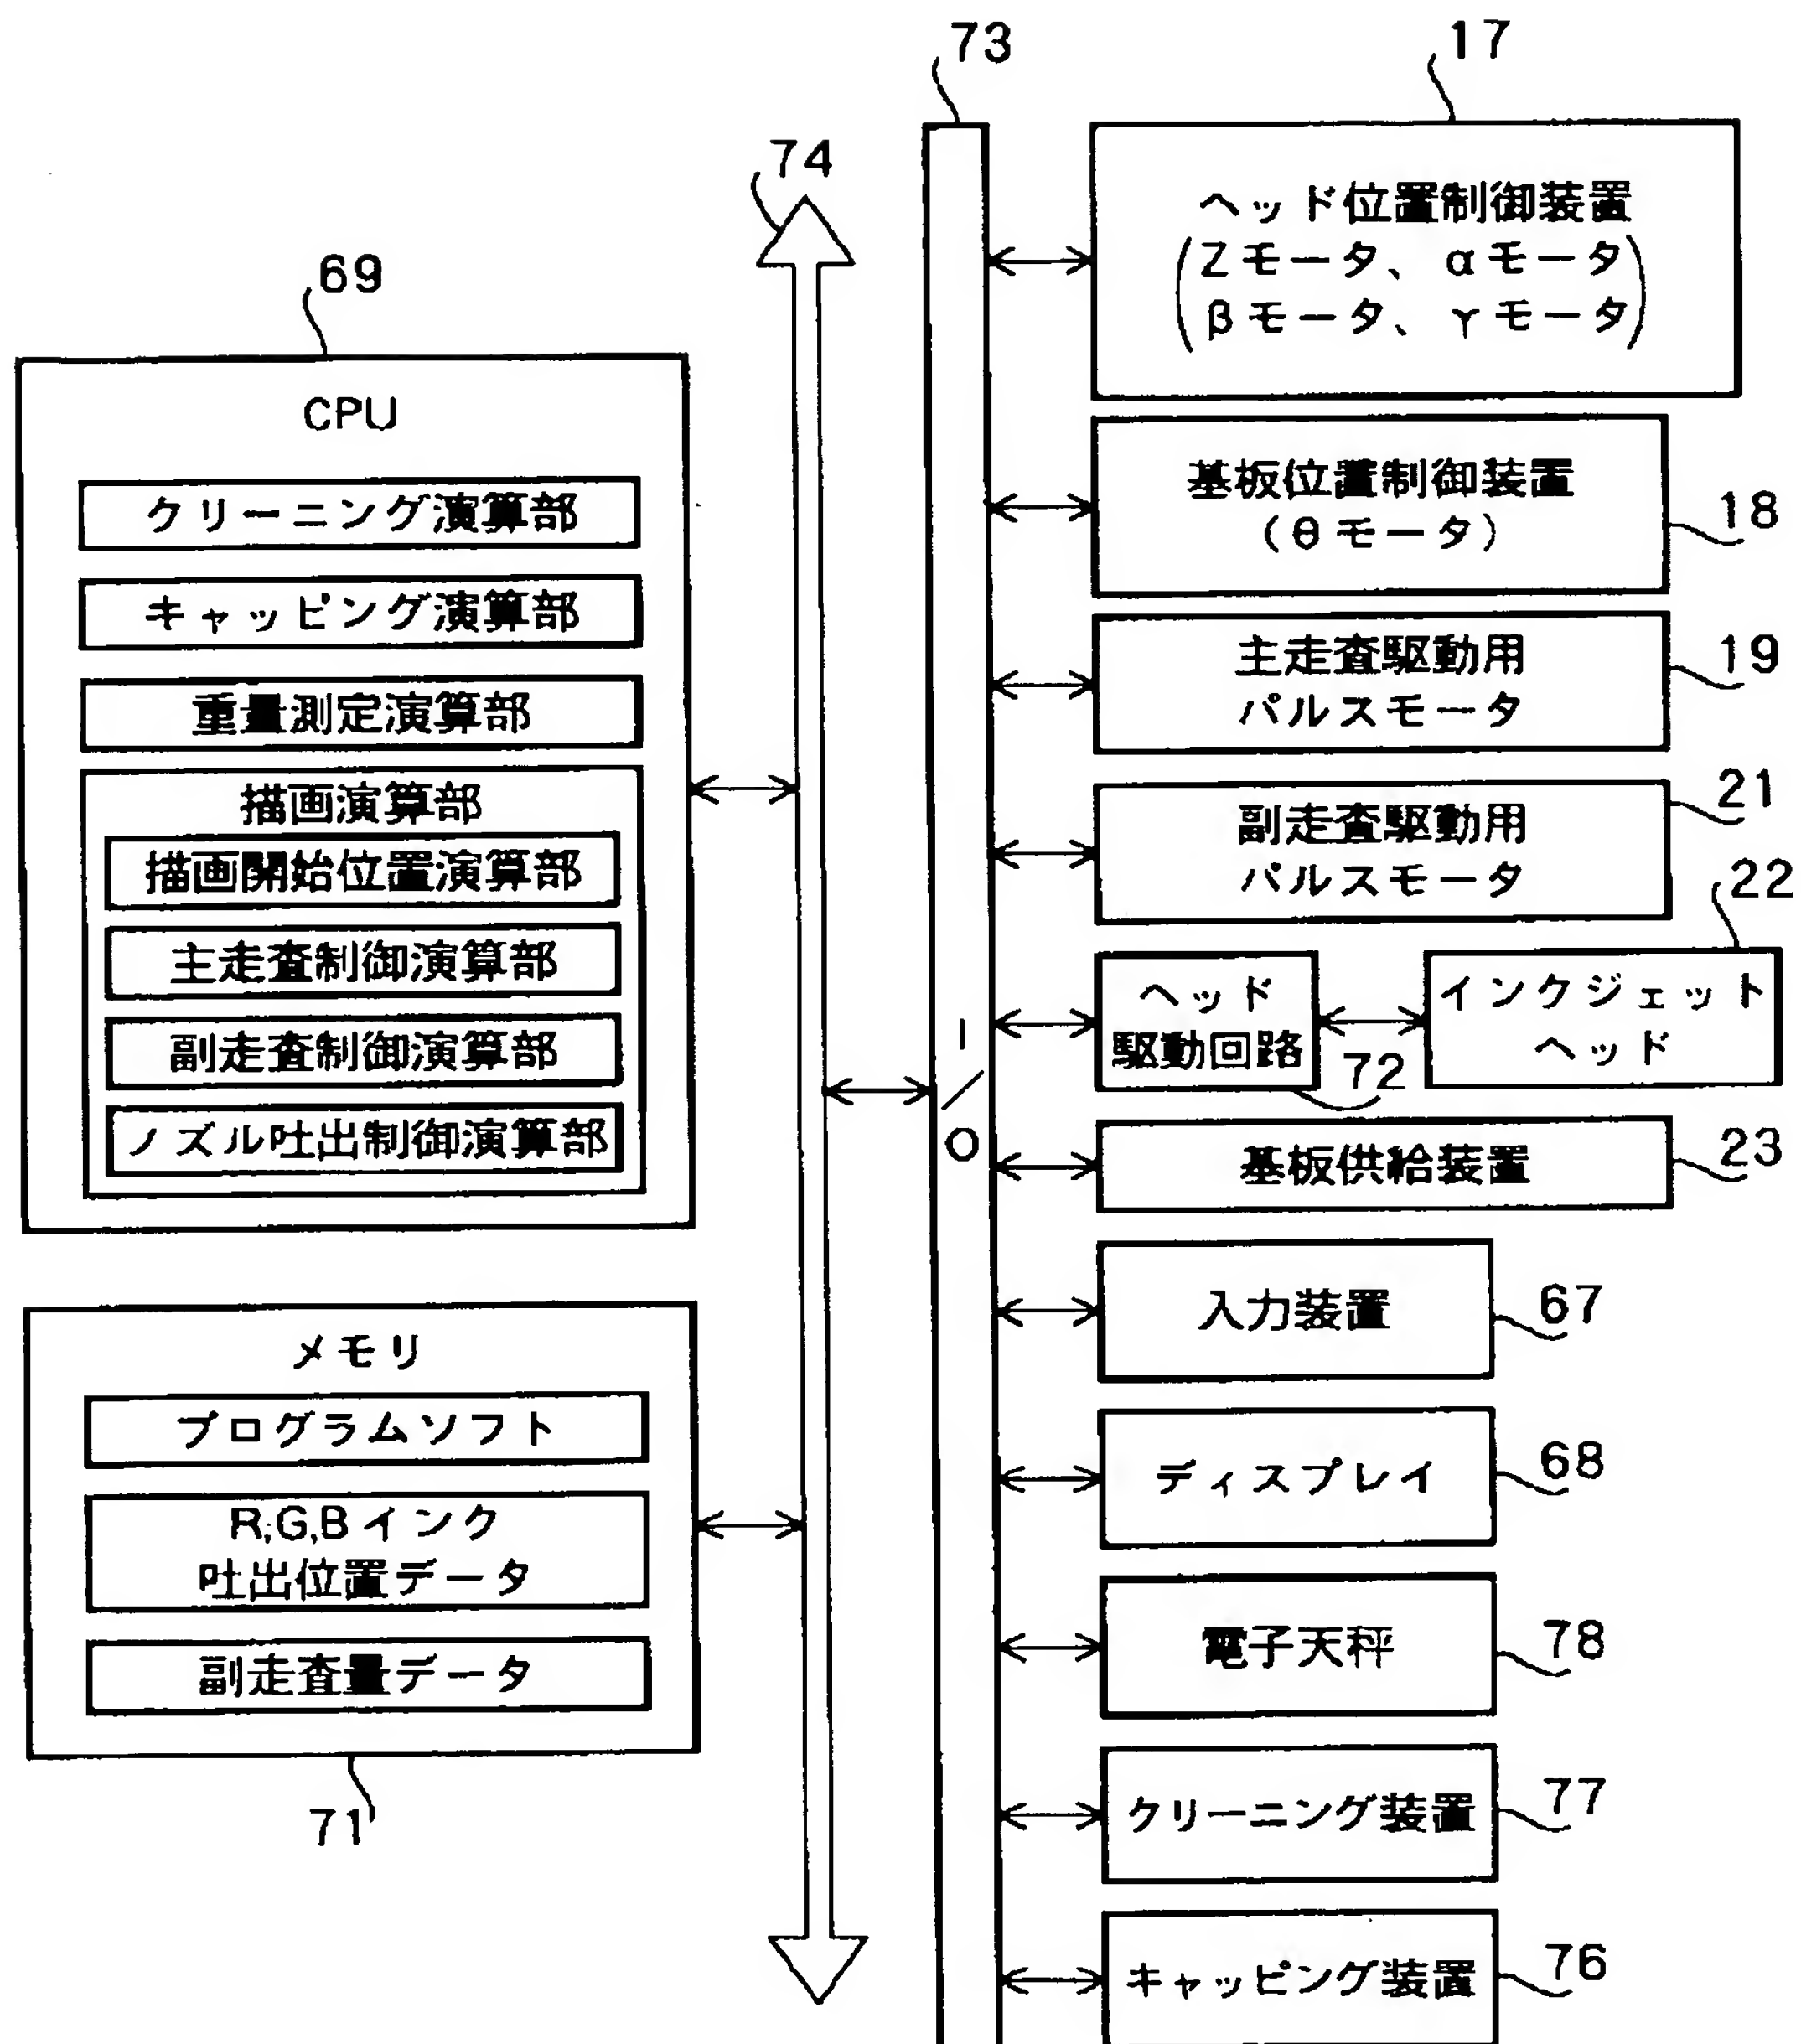 73
17
74
ヘッド位置制御装置
(Zモータ、αモータ
βモータ、γモータ)
69
CPU
クリーニング演算部
キャッピング演算部
重量測定演算部
描画演算部
描画開始位置演算部
主走査制御演算部
副走査制御演算部
ノズル吐出制御演算部
基板位置制御装置
(θモータ)
18
主走査駆動用
パルスモータ
19
副走査駆動用
パルスモータ
21
22
ヘッド
駆動回路
72
インクジェット
ヘッド
I/O
基板供給装置
23
入力装置
67
メモリ
プログラムソフト
R,G,Bインク
吐出位置データ
副走査量データ
71
ディスプレイ
68
電子天秤
78
クリーニング装置
77
キャッピング装置
76